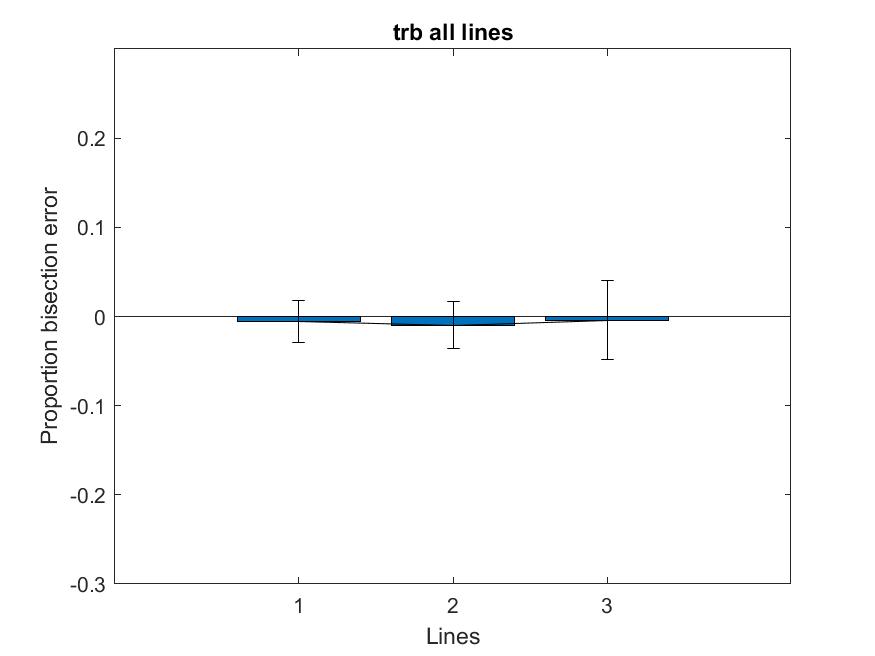 trb all lines
0.2
0.1
0
-0.1
-0.2
-0.3
Proportion bisection error
1 2 3
Lines